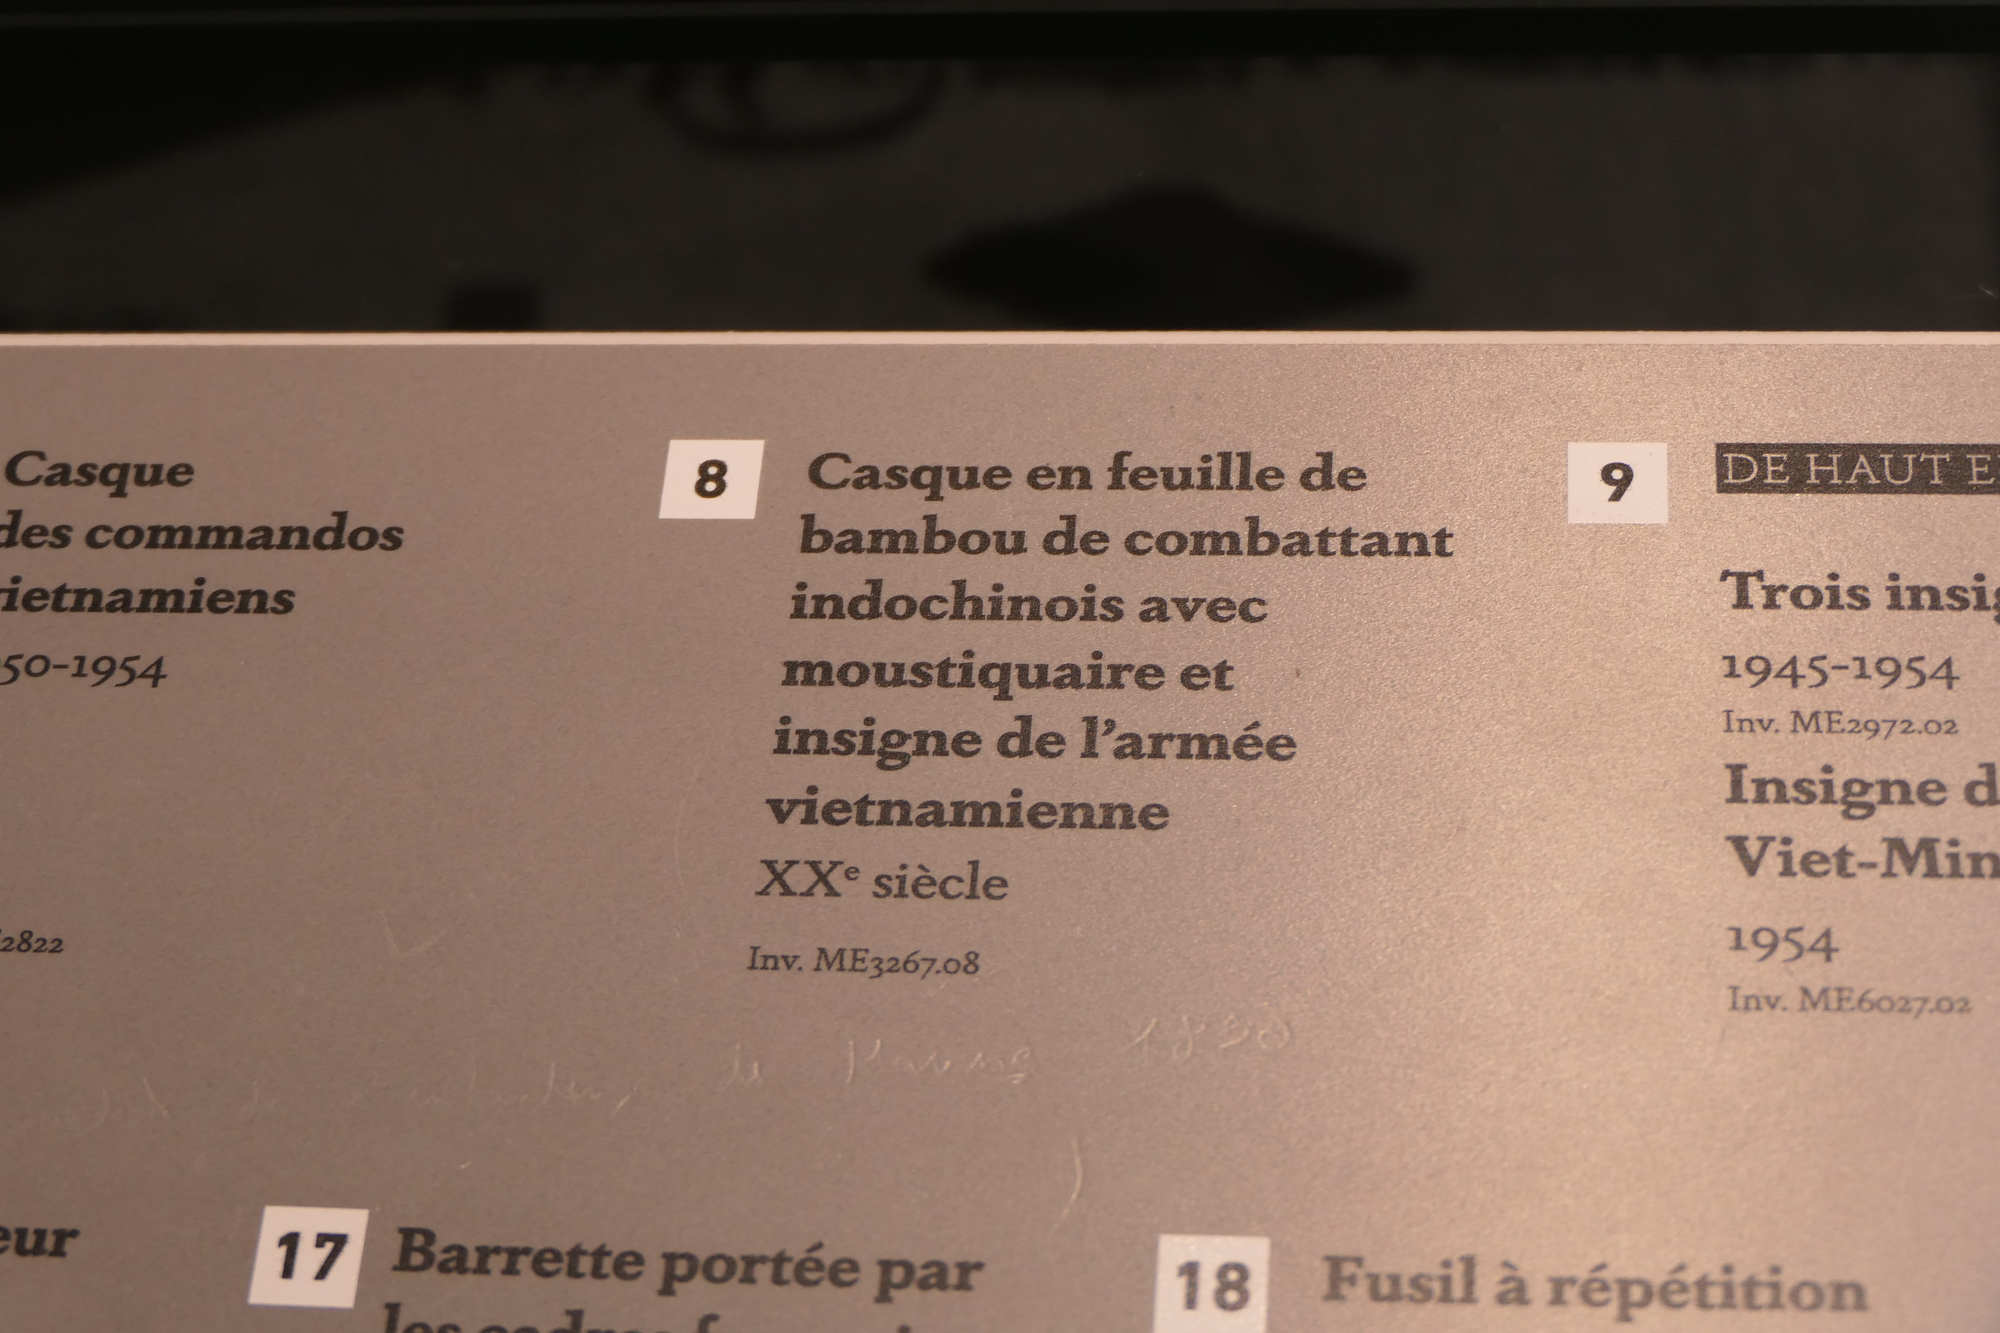 Casque
des commandos
vietnamiens
50-1954
2822
8
Casque en feuille de
bambou de combattant
indochinois avec
moustiquaire et
insigne de l'armée
vietnamienne
XXe siècle
Inv. ME3267.08
9
DE HAUT E
Trois insig
1945-1954
Inv. ME2972.02
Insigne d
Viet-Min
1954
Inv. ME6027.02
eur
17
Barrette portée par
18
Fusil à répétition